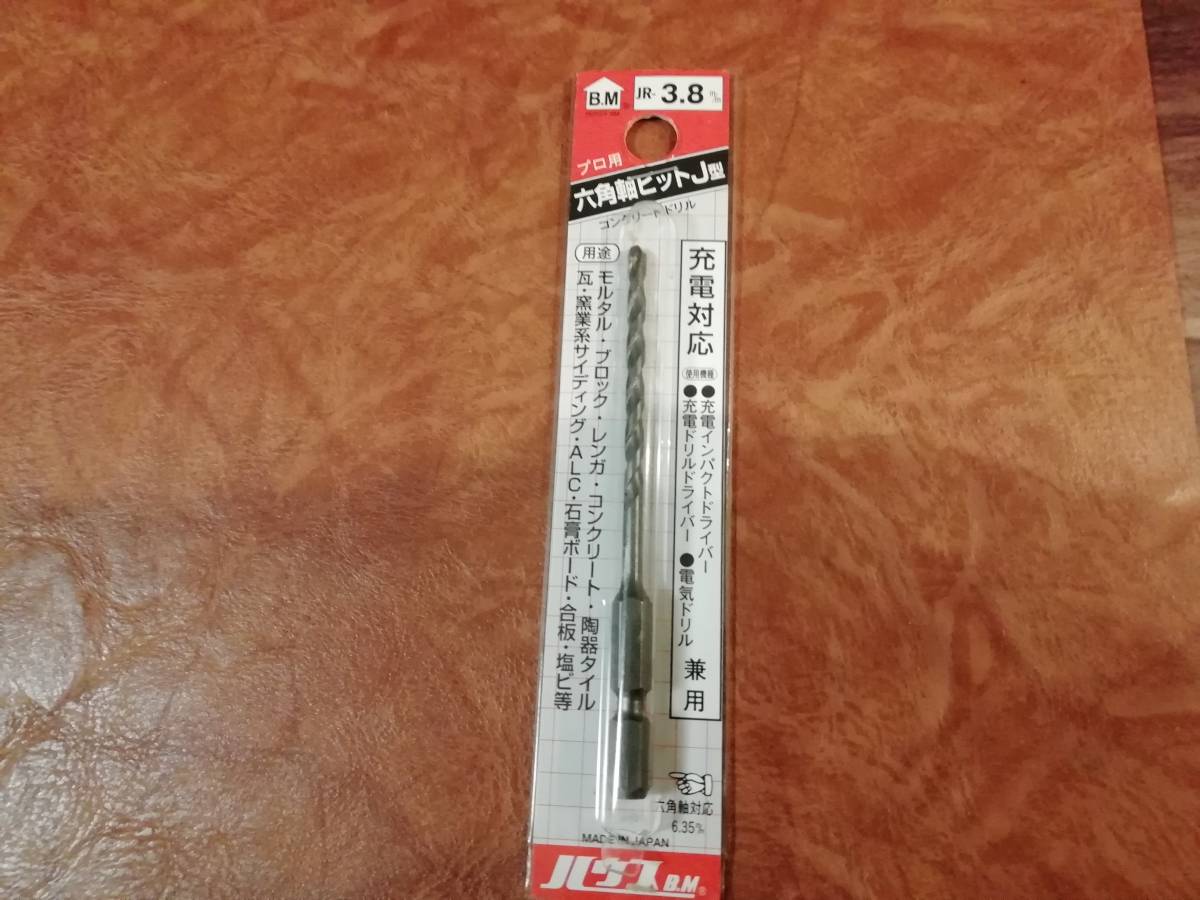 B.M
JR- 3.8 m/m
プロ用
六角軸ビットJ型
コンクリートドリル
用途
モルタル・ブロック・レンガ・コンクリート・陶器タイル
瓦・窯業系サイディング・ALC・石膏ボード・合板・塩ビ等
充電対応
使用機種
●充電インパクトドライバー
●充電ドリルドライバー ●電気ドリル
兼用
六角軸対応
6.35m/m
MADE IN JAPAN
ハウス B.M®